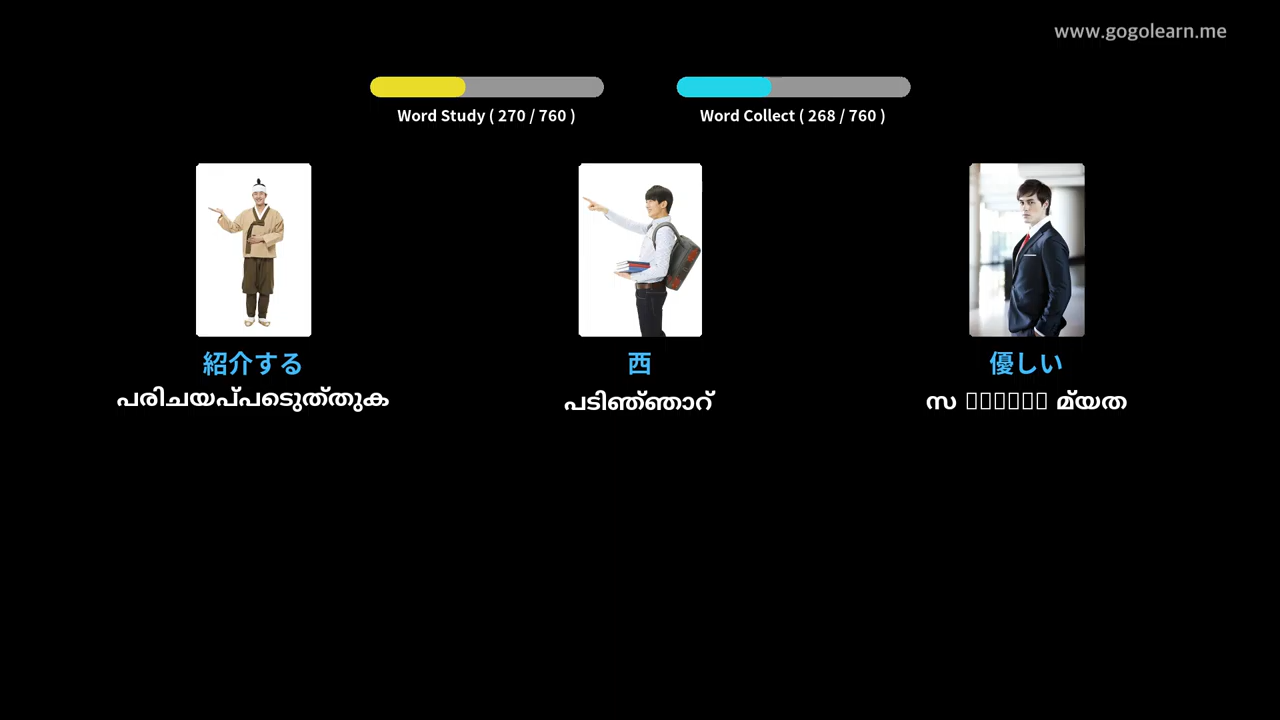 www.gogolearn.me
Word Study ( 270 / 760 )
Word Collect ( 268 / 760 )
紹介する
西
優しい
പരിചയപ്പടെുത്തുക
പടിഞ്ഞാറ്
സ □□□□□□ മ്യത